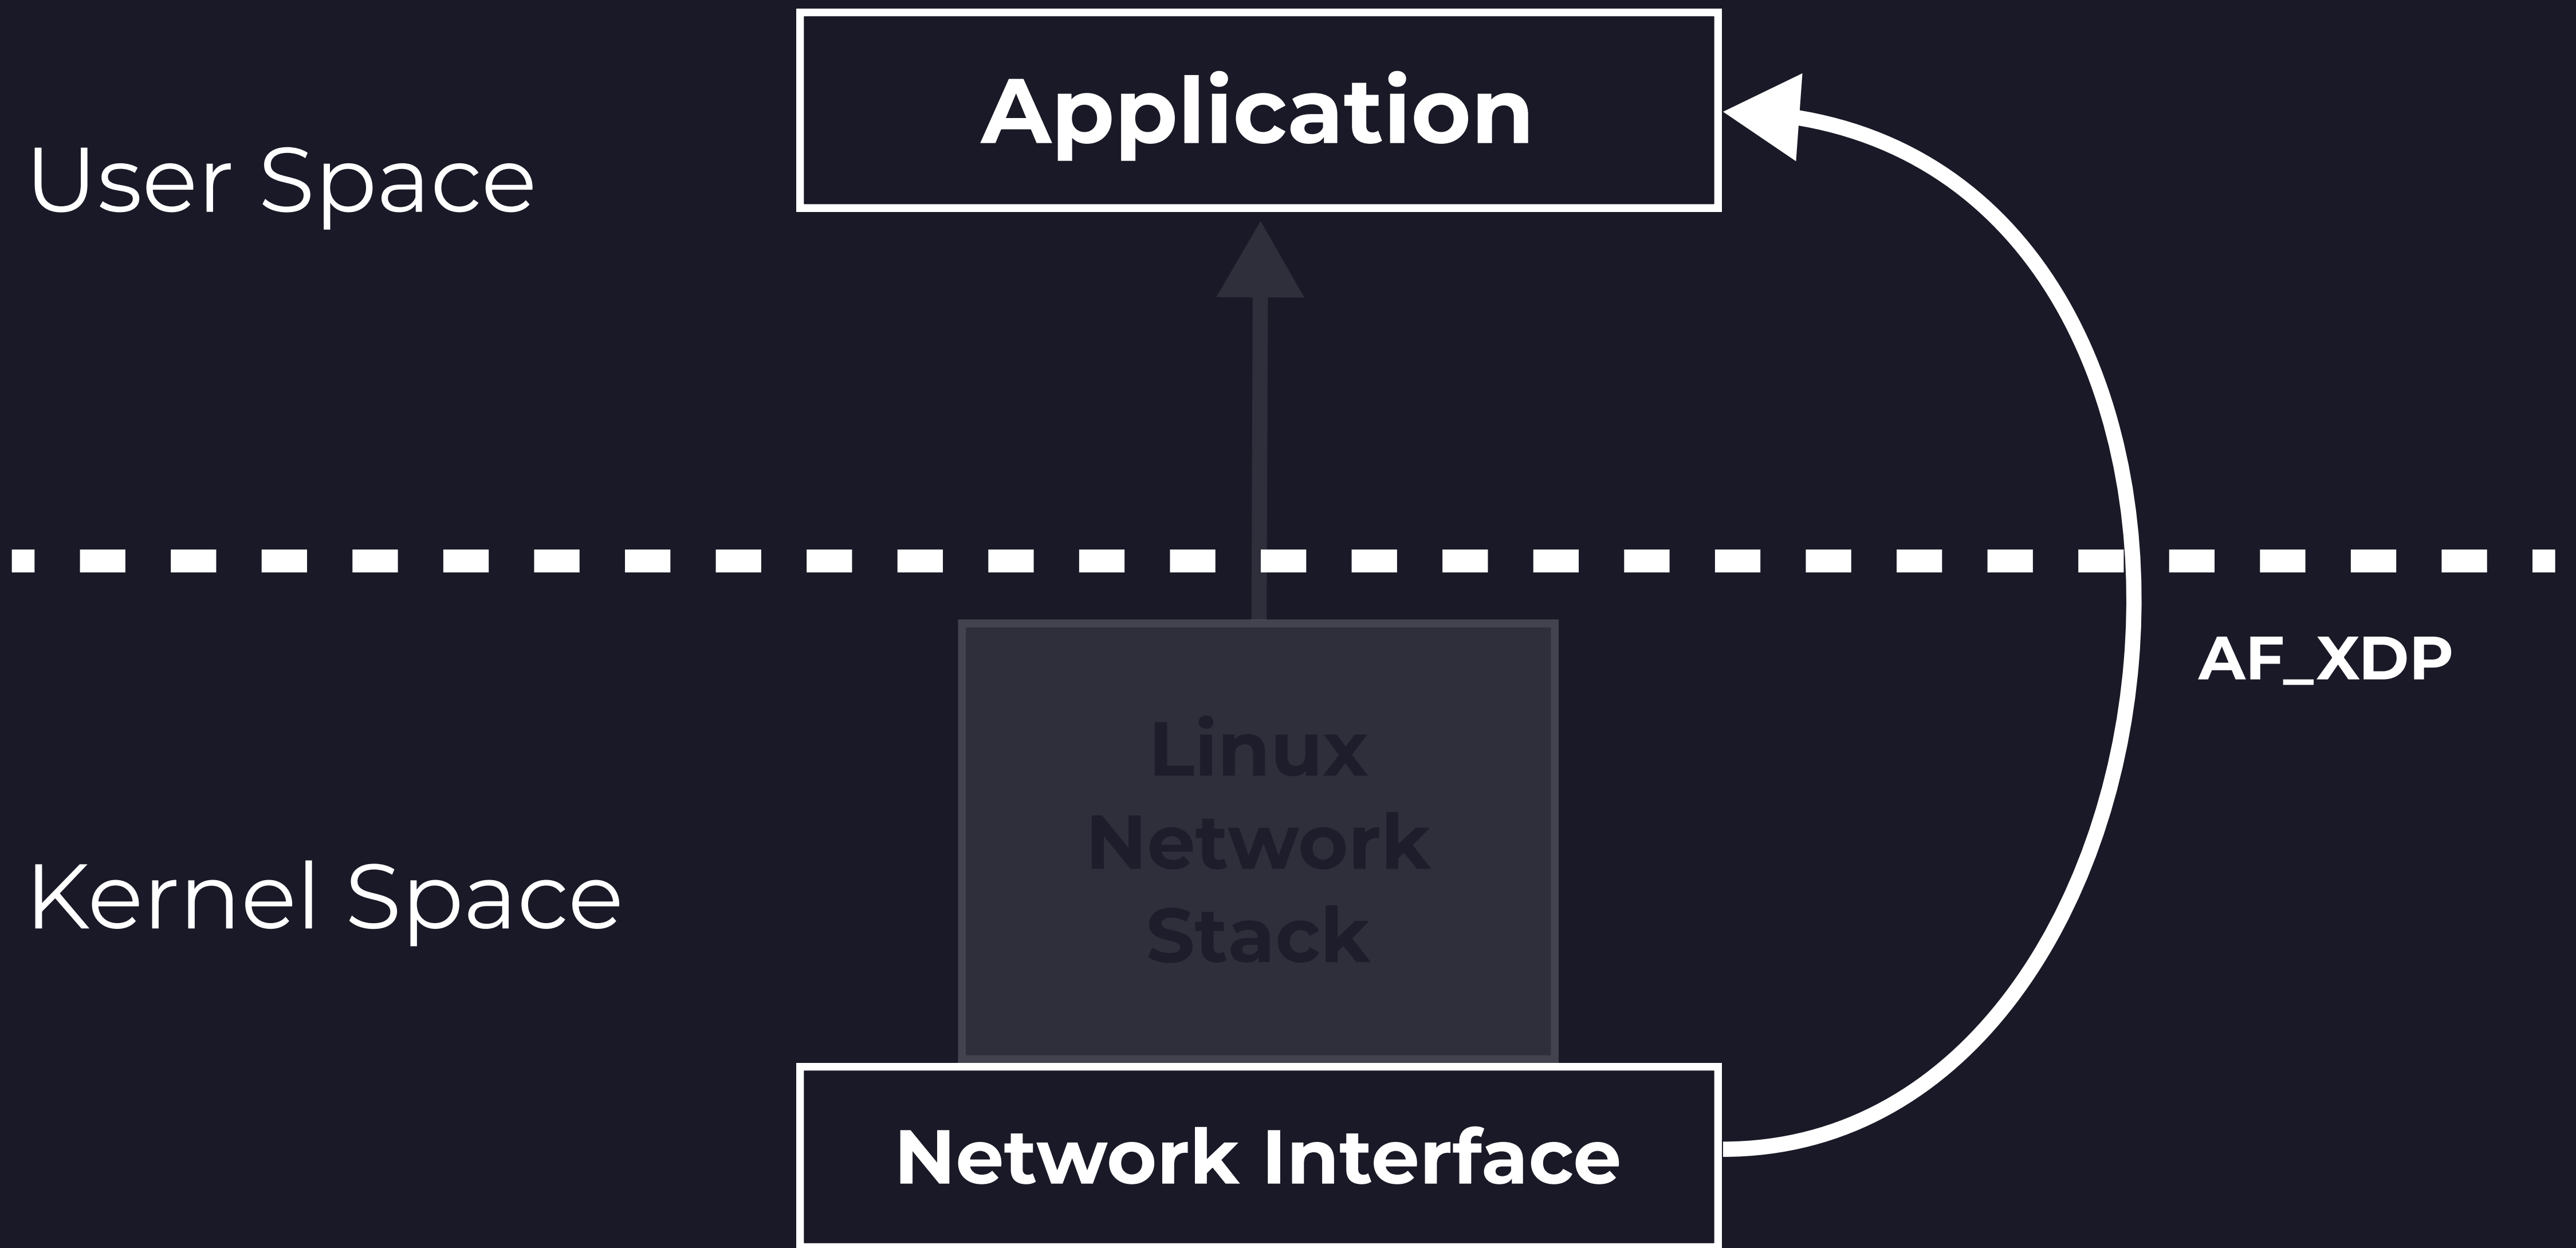 Application
User Space
AF_XDP
Linux
Network
Stack
Kernel Space
Network Interface